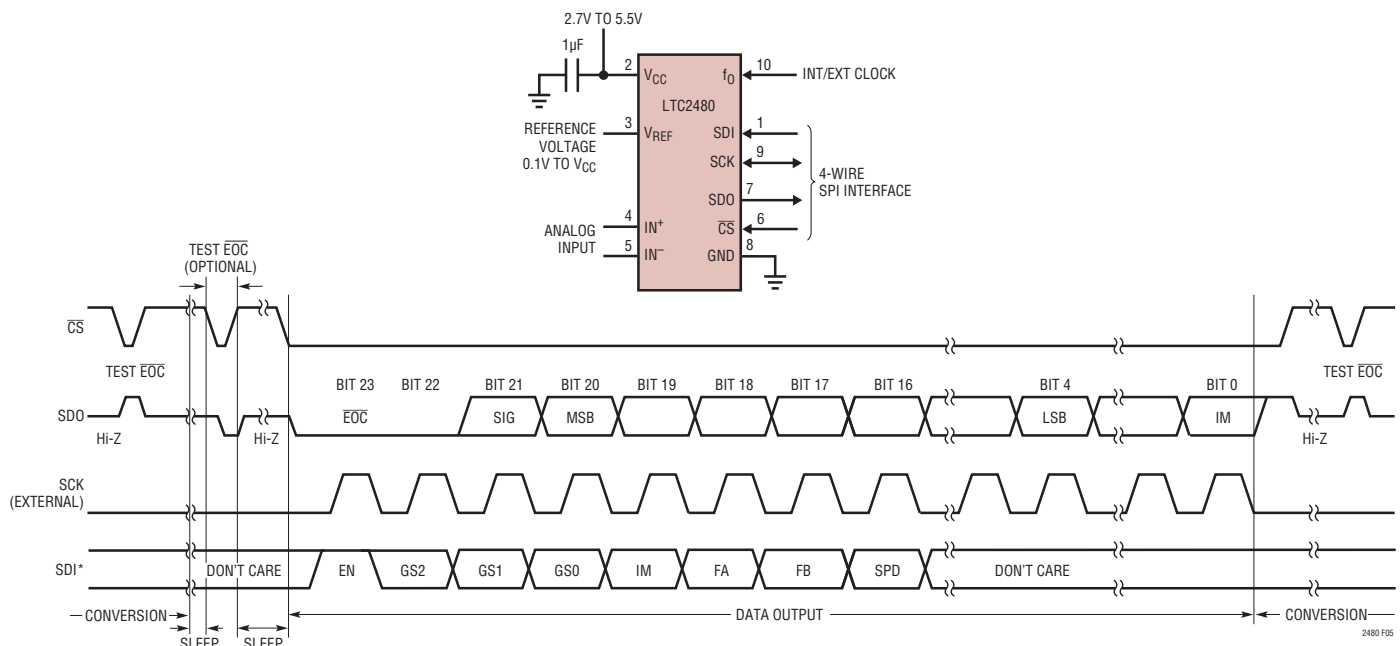 2.7V TO 5.5V
1µF
2
VCC
fO
10
INT/EXT CLOCK
LTC2480
REFERENCE
VOLTAGE
0.1V TO VCC
3
VREF
SDI
1
SCK
9
SDO
7
4-WIRE
SPI INTERFACE
ANALOG
INPUT
4
IN+
5
IN–
CS
6
GND
8
TEST EOC
(OPTIONAL)
CS
TEST EOC
BIT 23 BIT 22 BIT 21 BIT 20 BIT 19 BIT 18 BIT 17 BIT 16 BIT 4 BIT 0
TEST EOC
SDO
EOC SIG MSB LSB IM
Hi-Z Hi-Z Hi-Z
SCK
(EXTERNAL)
SDI*
DON'T CARE EN GS2 GS1 GS0 IM FA FB SPD DON'T CARE
CONVERSION DATA OUTPUT CONVERSION
SLEEP SLEEP
2480 F05